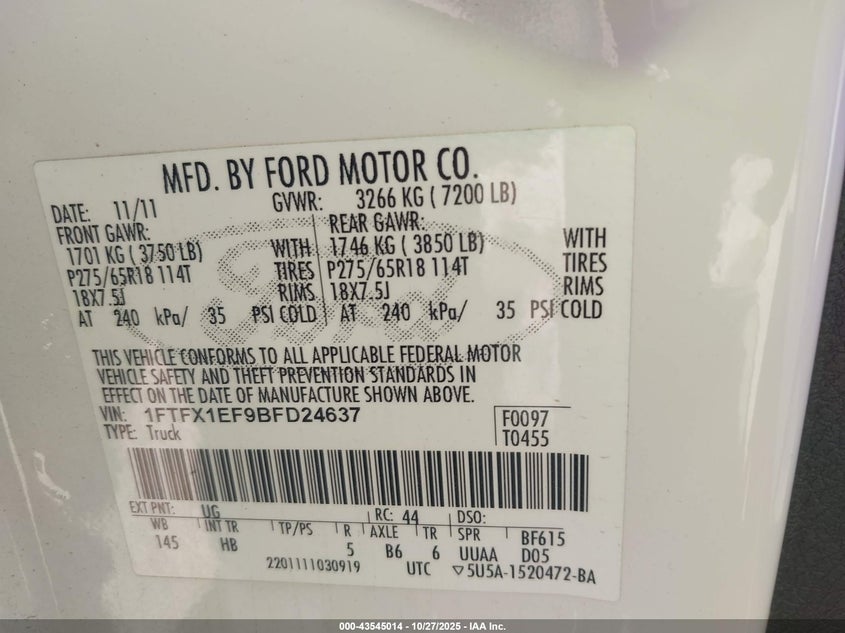 MFD. BY FORD MOTOR CO.
DATE: 11/11 GVWR: 3266 KG ( 7200 LB)
FRONT GAWR: REAR GAWR:
1701 KG ( 3750 LB) WITH 1746 KG ( 3850 LB) WITH
P275/65R18 114T TIRES P275/65R18 114T TIRES
18X7.5J RIMS 18X7.5J RIMS
AT 240 kPa/ 35 PSI COLD AT 240 kPa/ 35 PSI COLD
THIS VEHICLE CONFORMS TO ALL APPLICABLE FEDERAL MOTOR
VEHICLE SAFETY AND THEFT PREVENTION STANDARDS IN
EFFECT ON THE DATE OF MANUFACTURE SHOWN ABOVE.
VIN: 1FTFX1EF9BFD24637 F0097
TYPE: Truck T0455
EXT PNT: UG RC: 44 DSO:
WB INT TR TP/PS R AXLE TR SPR BF615
145 HB 5 B6 6 UUAA D05
2201111030919 UTC ▽5U5A-1520472-BA
Ford
000-43545014 | 10/27/2025 - IAA Inc.